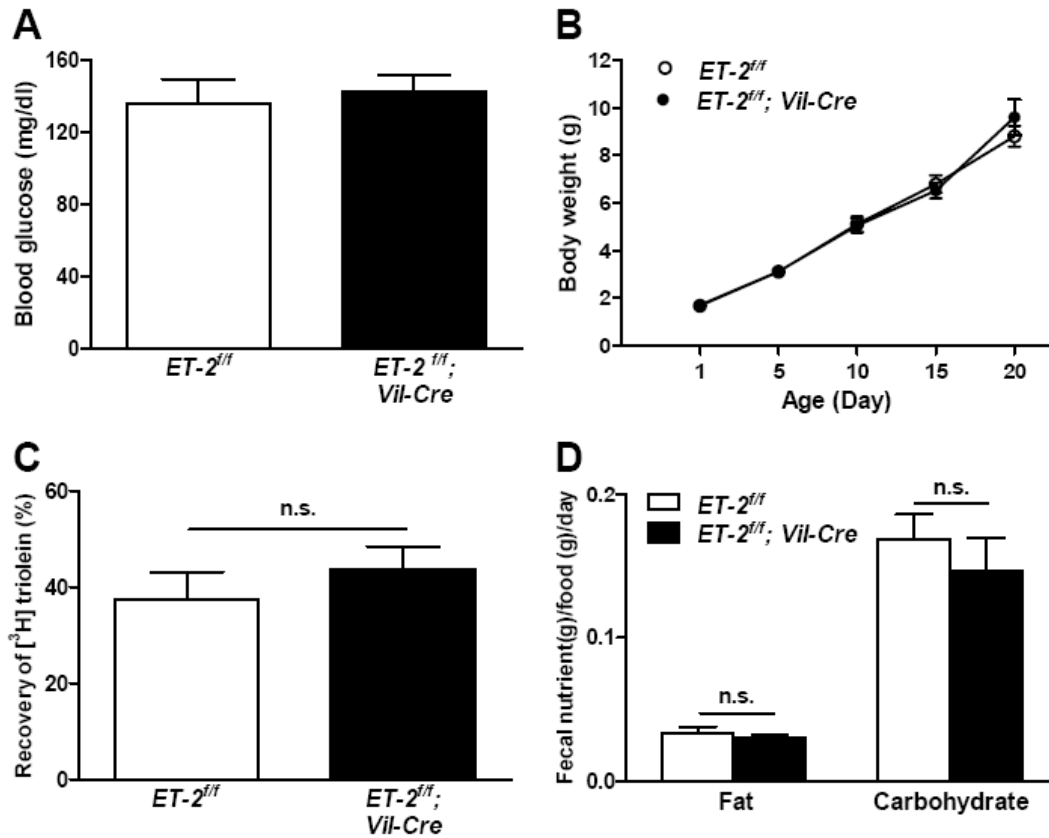 A
Blood glucose (mg/dl)
160
120
80
40
0
ET-2f/f
ET-2 f/f;
Vil-Cre
B
ET-2f/f
ET-2f/f; Vil-Cre
Body weight (g)
12
10
8
6
4
2
0
1 5 10 15 20
Age (Day)
C
Recovery of [3H] triolein (%)
60
40
20
0
n.s.
ET-2f/f
ET-2f/f;
Vil-Cre
D
ET-2f/f
ET-2f/f; Vil-Cre
Fecal nutrient(g)/food (g)/day
0.2
0.1
0.0
n.s.
n.s.
Fat Carbohydrate